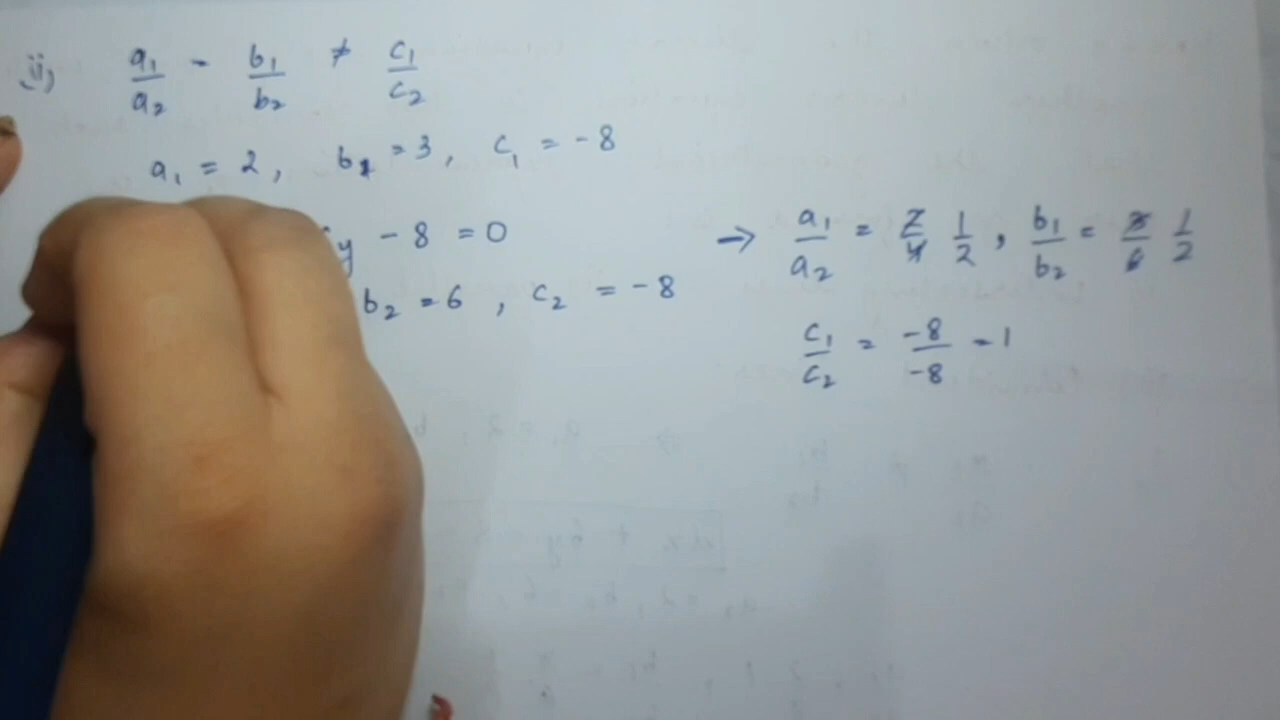 ii) a₁/a₂ = b₁/b₂ ≠ c₁/c₂
a₁ = 2, b₁ = 3, c₁ = -8
y - 8 = 0
b₂ = 6, c₂ = -8
→ a₁/a₂ = 2/4 1/2, b₁/b₂ = 3/6 1/2
c₁/c₂ = -8/-8 = 1